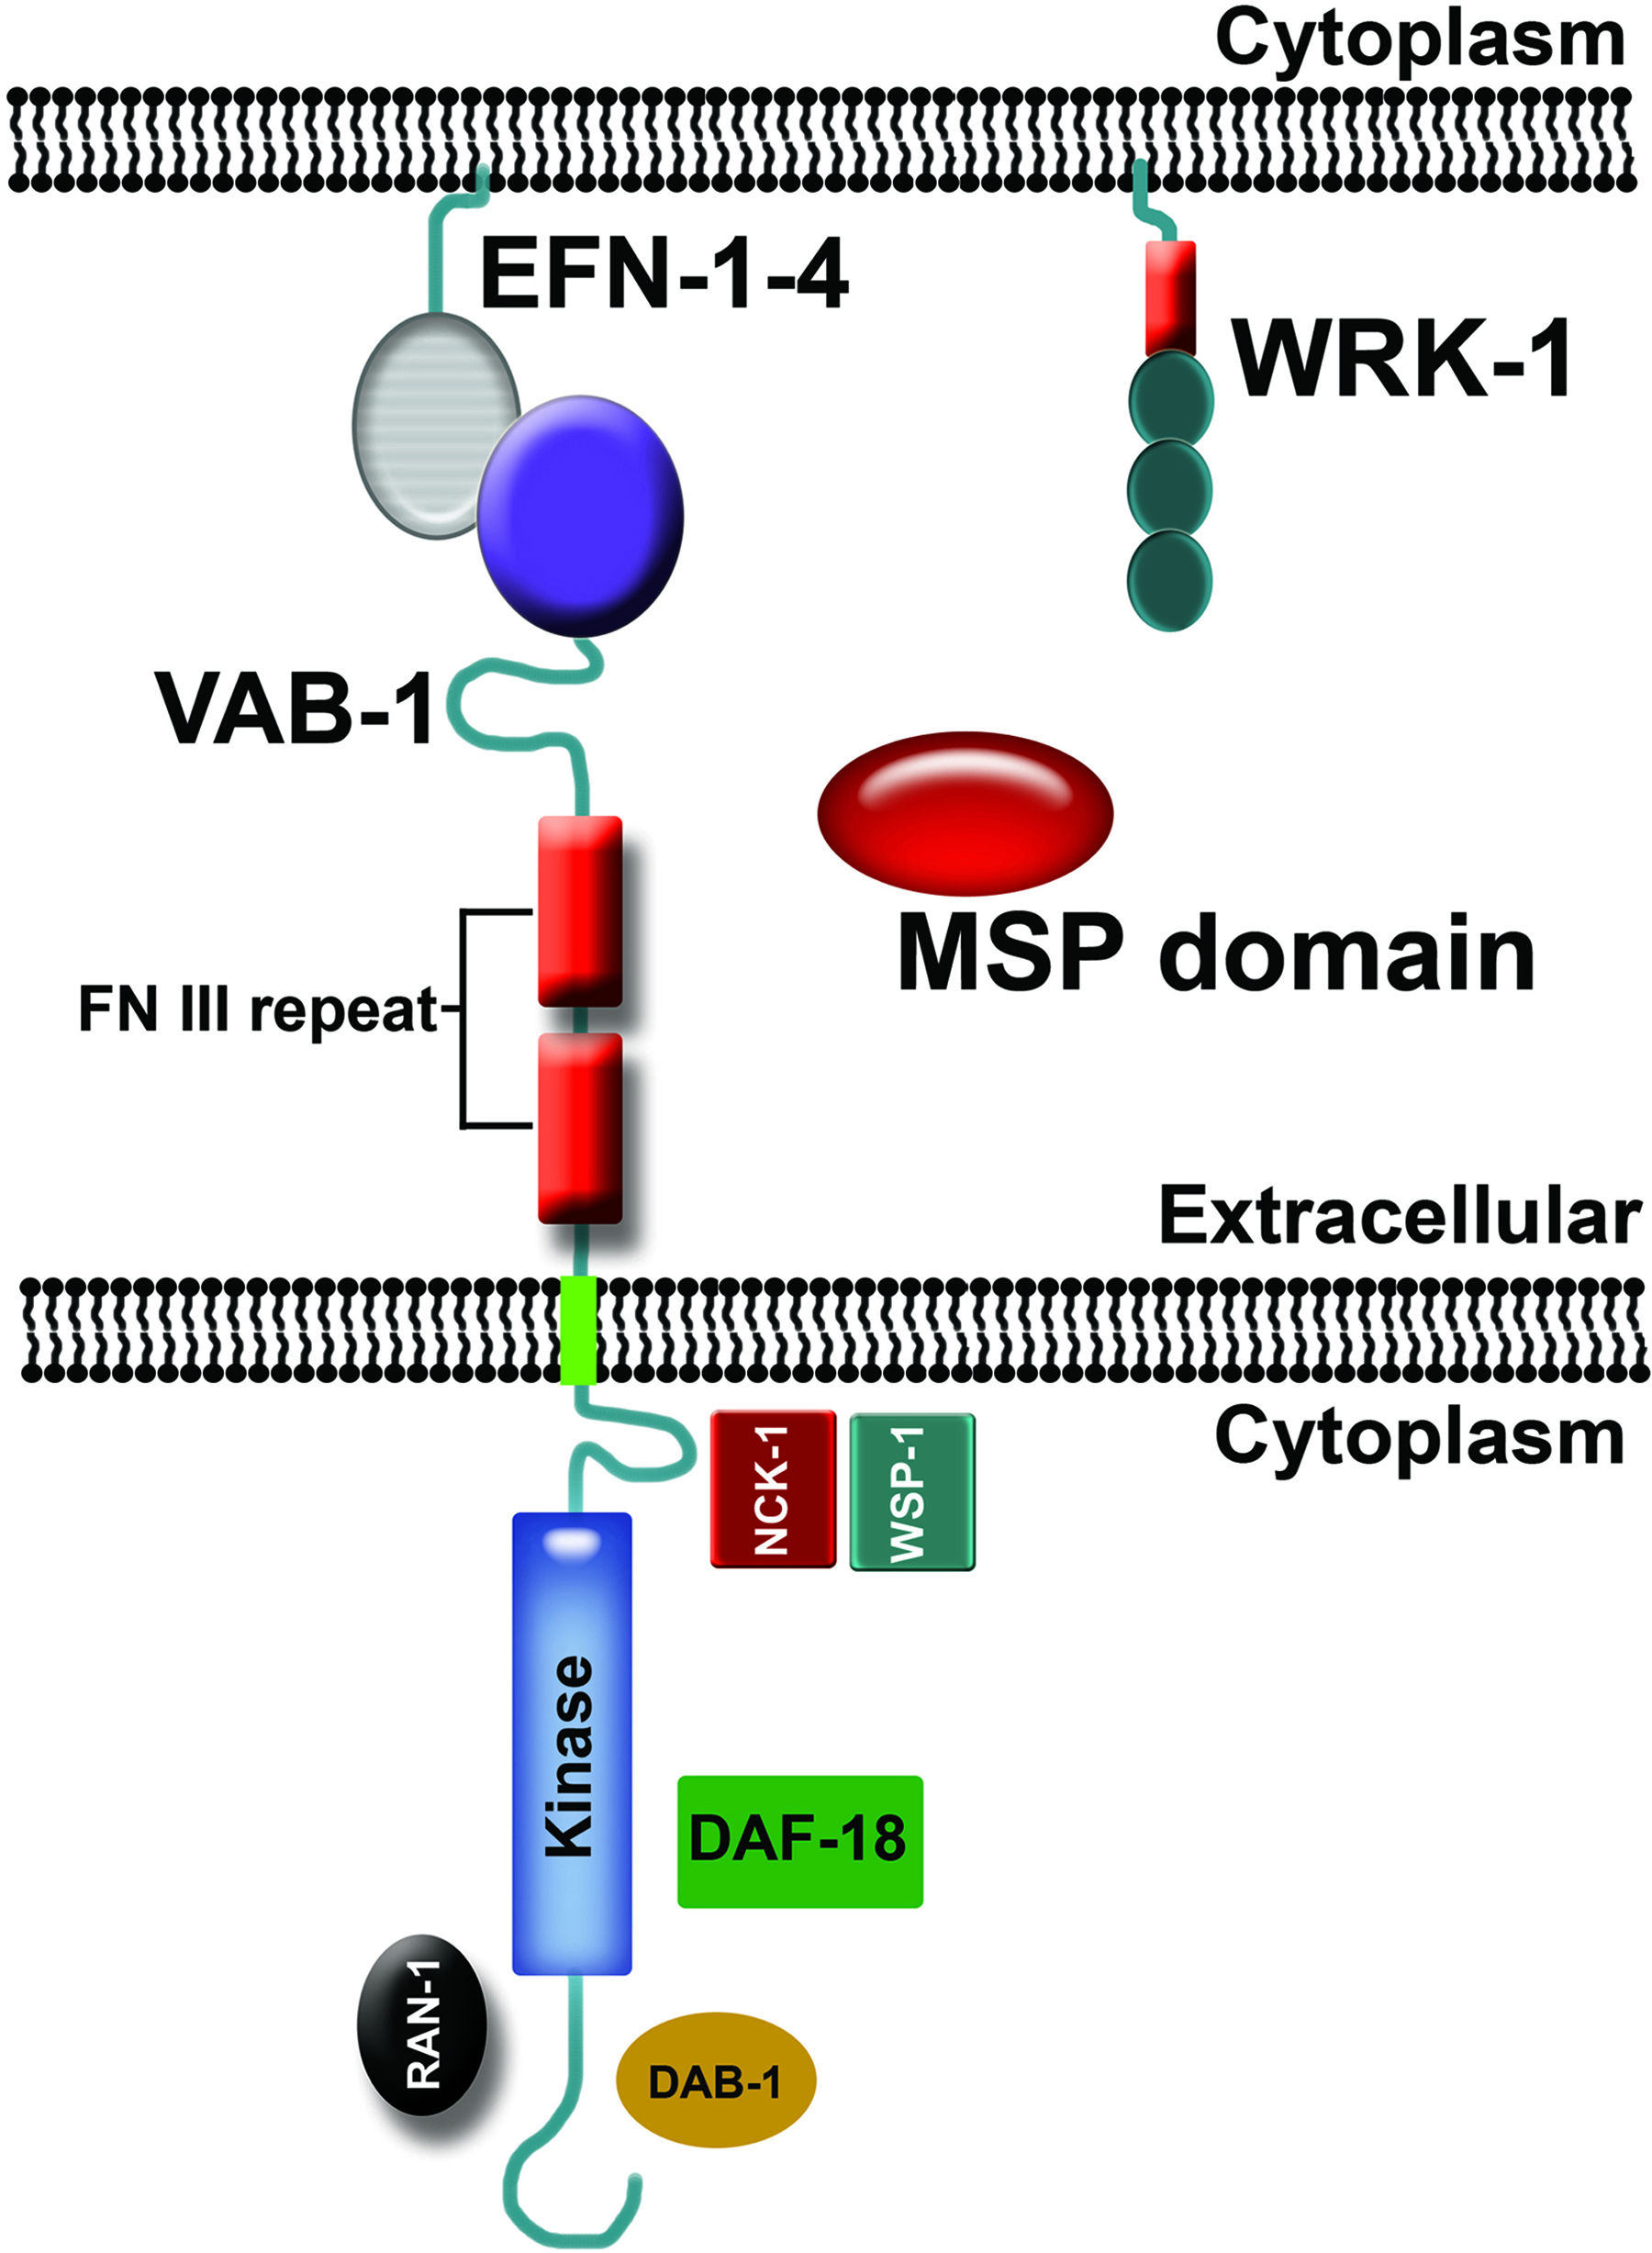 Cytoplasm
EFN-1-4
WRK-1
VAB-1
MSP domain
FN III repeat
Extracellular
Cytoplasm
NCK-1
WSP-1
Kinase
DAF-18
RAN-1
DAB-1